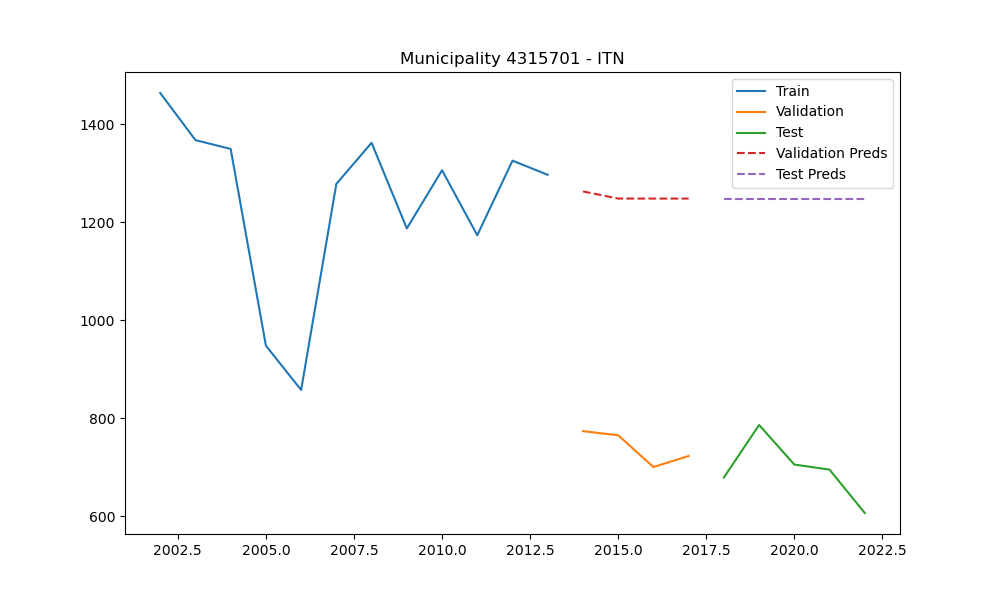 Municipality 4315701 - ITN
Train
Validation
Test
Validation Preds
Test Preds
1400
1200
1000
800
600
2002.5 2005.0 2007.5 2010.0 2012.5 2015.0 2017.5 2020.0 2022.5